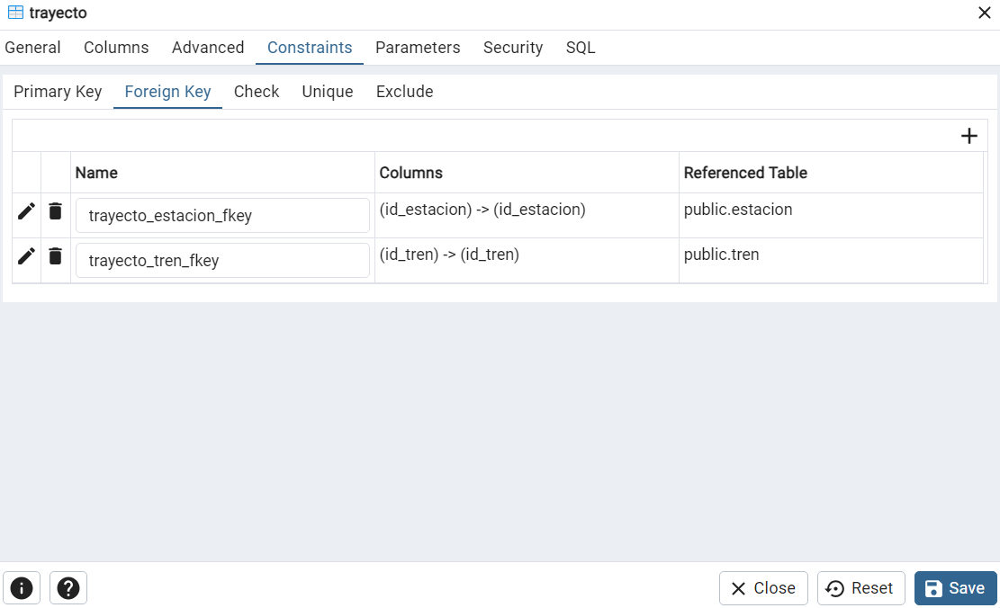 trayecto
General Columns Advanced Constraints Parameters Security SQL
Primary Key Foreign Key Check Unique Exclude
Name Columns Referenced Table
trayecto_estacion_fkey (id_estacion) -> (id_estacion) public.estacion
trayecto_tren_fkey (id_tren) -> (id_tren) public.tren
Close Reset Save